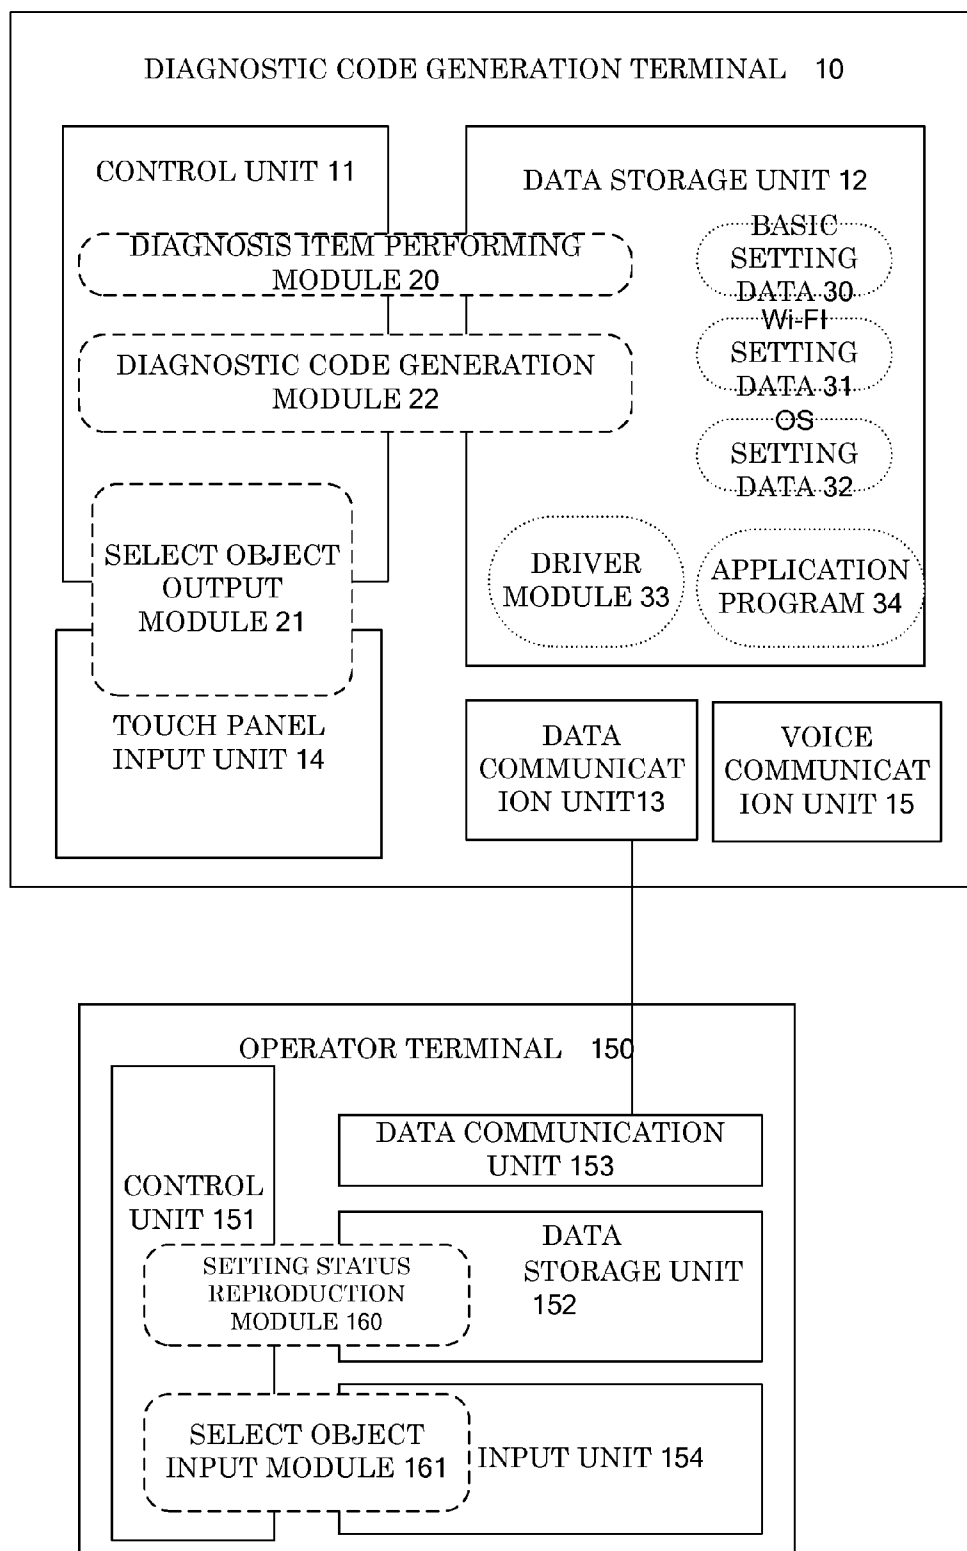 DIAGNOSTIC CODE GENERATION TERMINAL 10
CONTROL UNIT 11
DATA STORAGE UNIT 12
DIAGNOSIS ITEM PERFORMING
MODULE 20
BASIC
SETTING
DATA 30
DIAGNOSTIC CODE GENERATION
MODULE 22
Wi-FI
SETTING
DATA 31
OS
SETTING
DATA 32
SELECT OBJECT
OUTPUT
MODULE 21
DRIVER
MODULE 33
APPLICATION
PROGRAM 34
TOUCH PANEL
INPUT UNIT 14
DATA
COMMUNICAT
ION UNIT13
VOICE
COMMUNICAT
ION UNIT 15
OPERATOR TERMINAL 150
DATA COMMUNICATION
UNIT 153
CONTROL
UNIT 151
DATA
STORAGE UNIT
152
SETTING STATUS
REPRODUCTION
MODULE 160
SELECT OBJECT
INPUT MODULE 161
INPUT UNIT 154